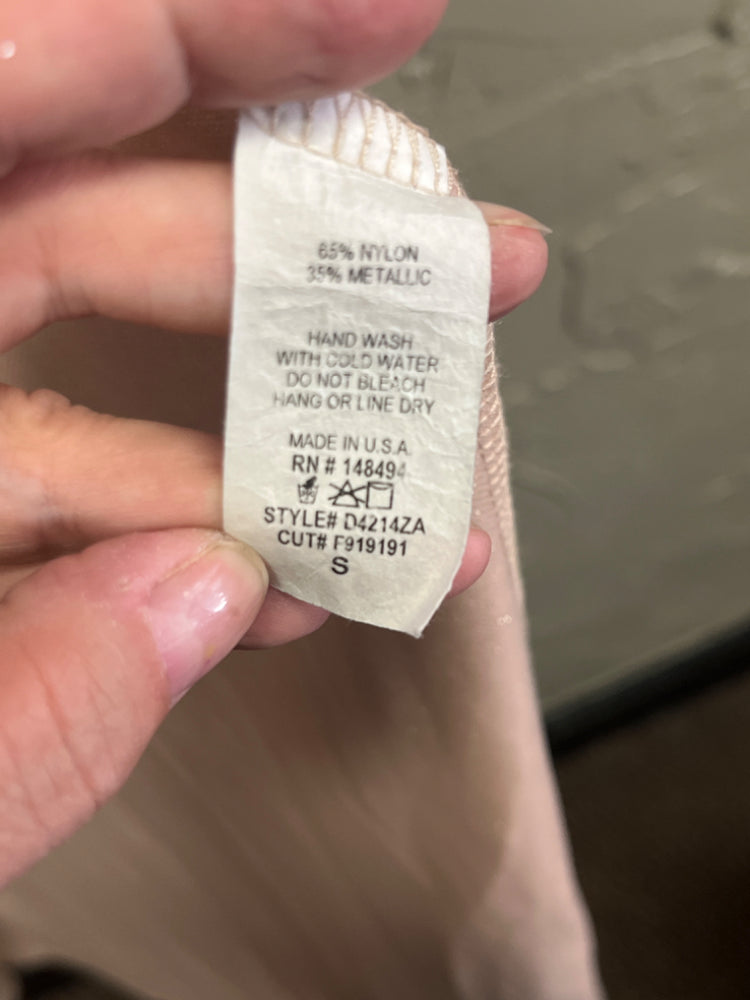 65% NYLON
35% METALLIC
HAND WASH
WITH COLD WATER
DO NOT BLEACH
HANG OR LINE DRY
MADE IN U.S.A.
RN # 148494
STYLE# D4214ZA
CUT# F919191
S